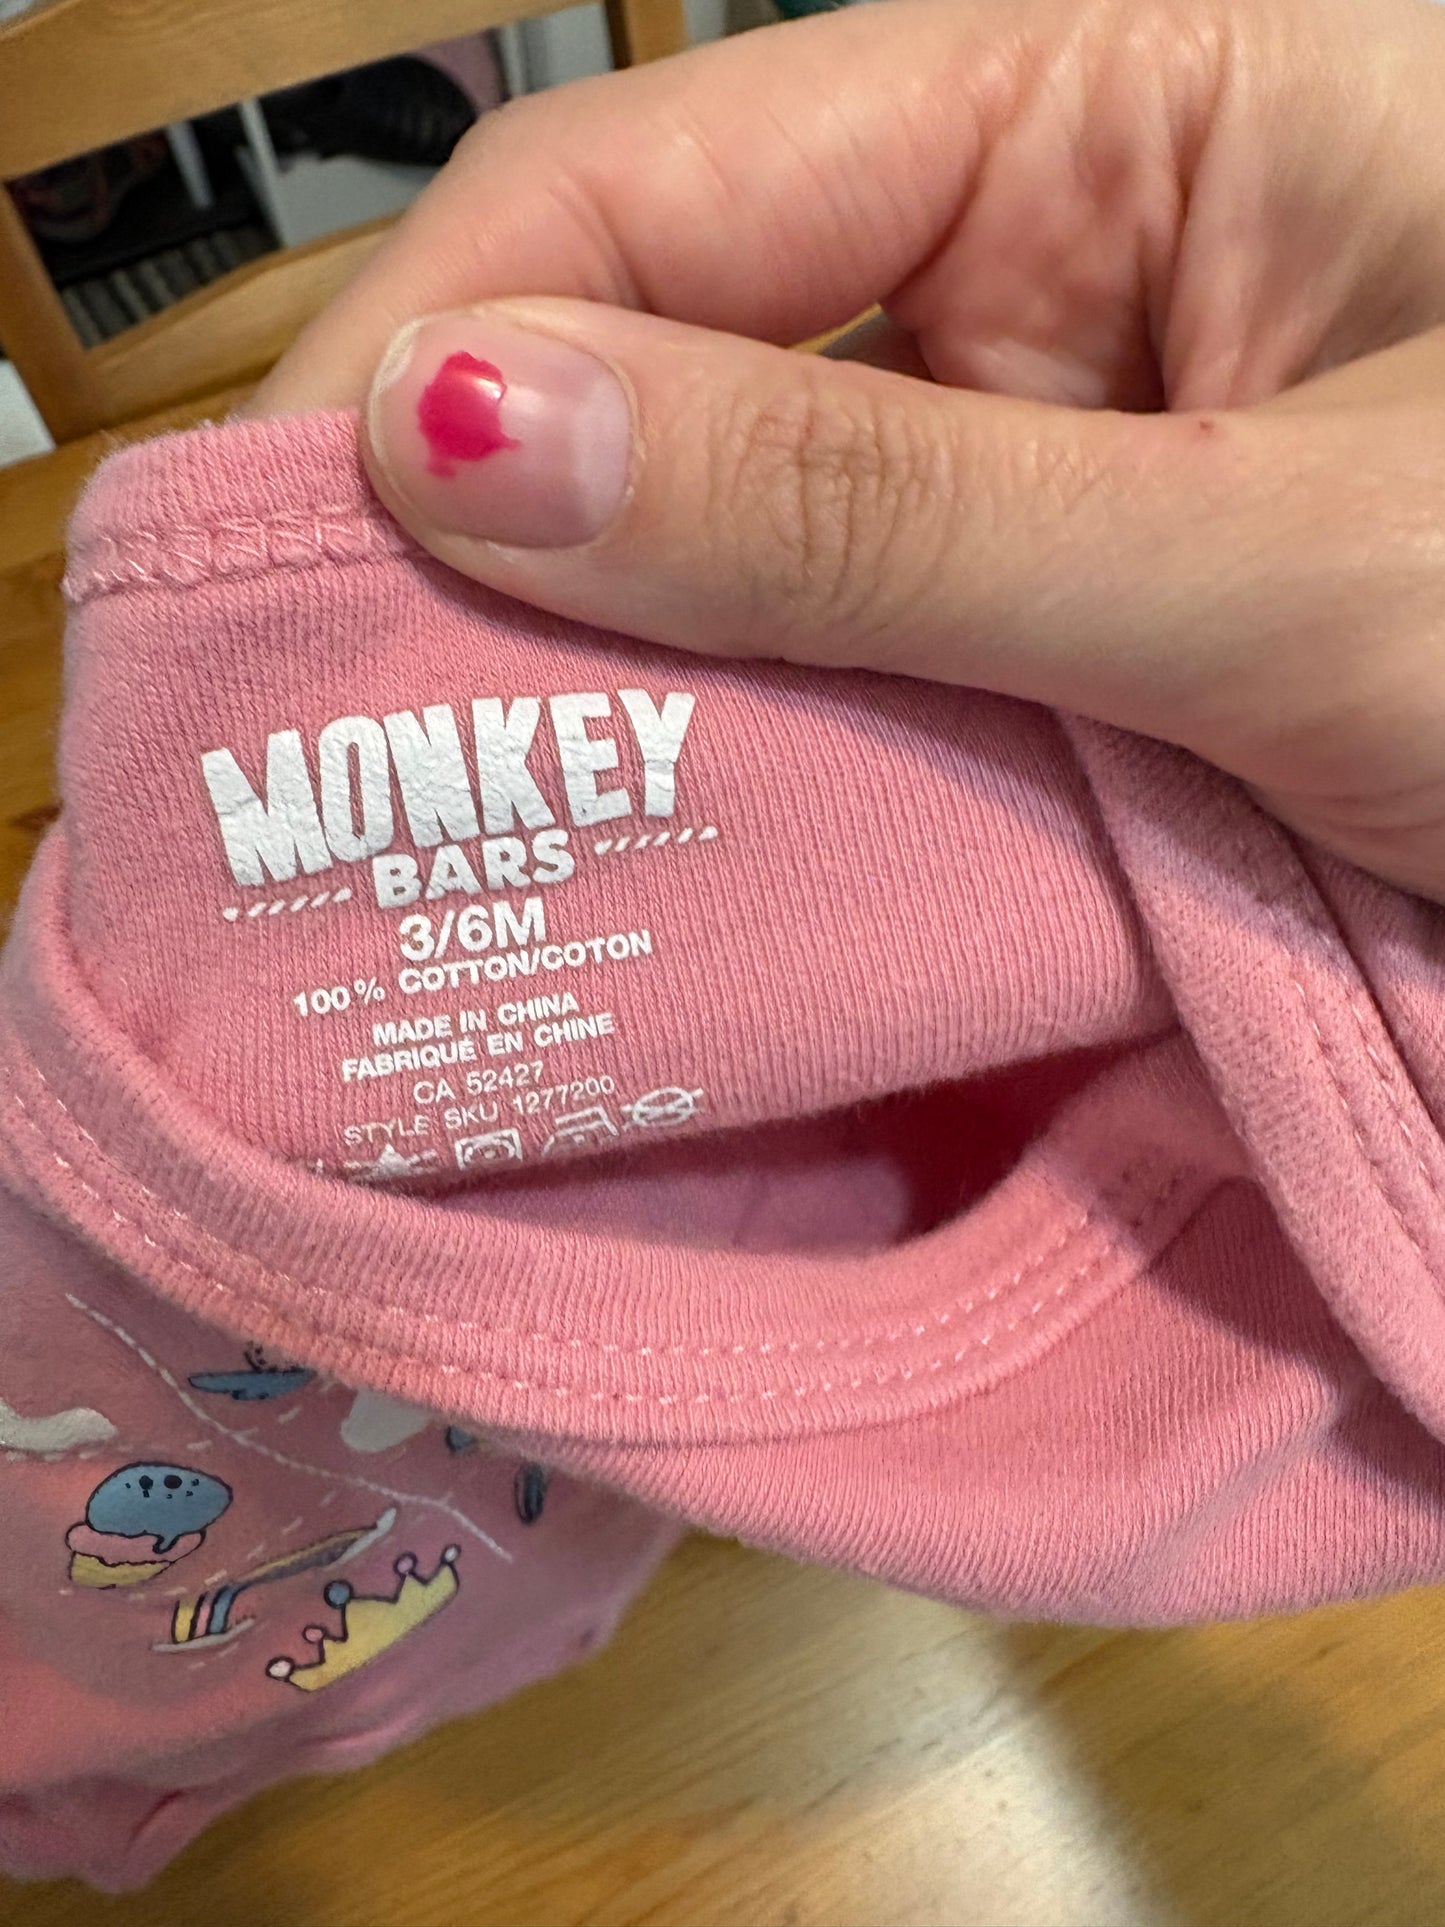 MONKEY
BARS
3/6M
100% COTTON/COTON
MADE IN CHINA
FABRIQUÉ EN CHINE
CA 52427
STYLE SKU 1277200